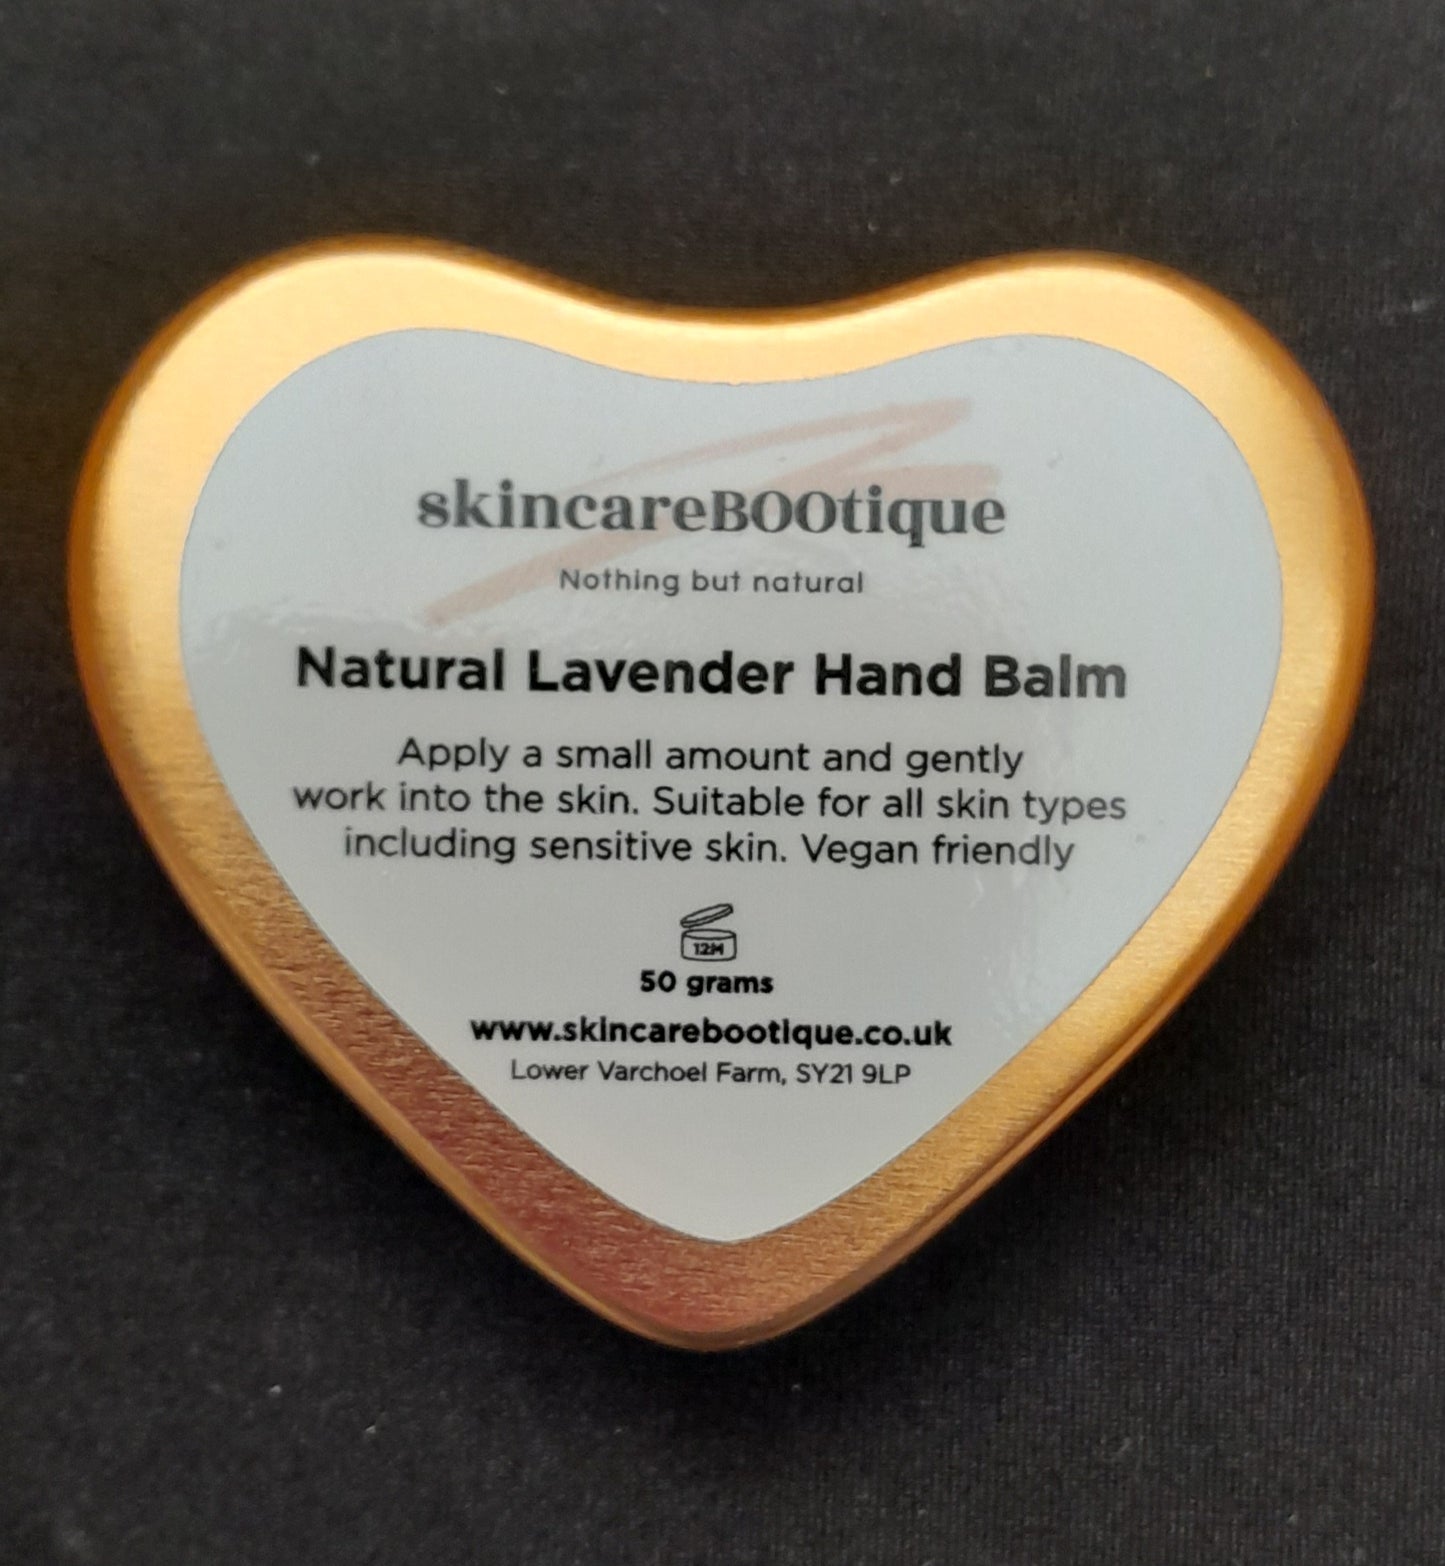 skincareBOOtique
Nothing but natural
Natural Lavender Hand Balm
Apply a small amount and gently
work into the skin. Suitable for all skin types
including sensitive skin. Vegan friendly
12M
50 grams
www.skincarebootique.co.uk
Lower Varchoel Farm, SY21 9LP